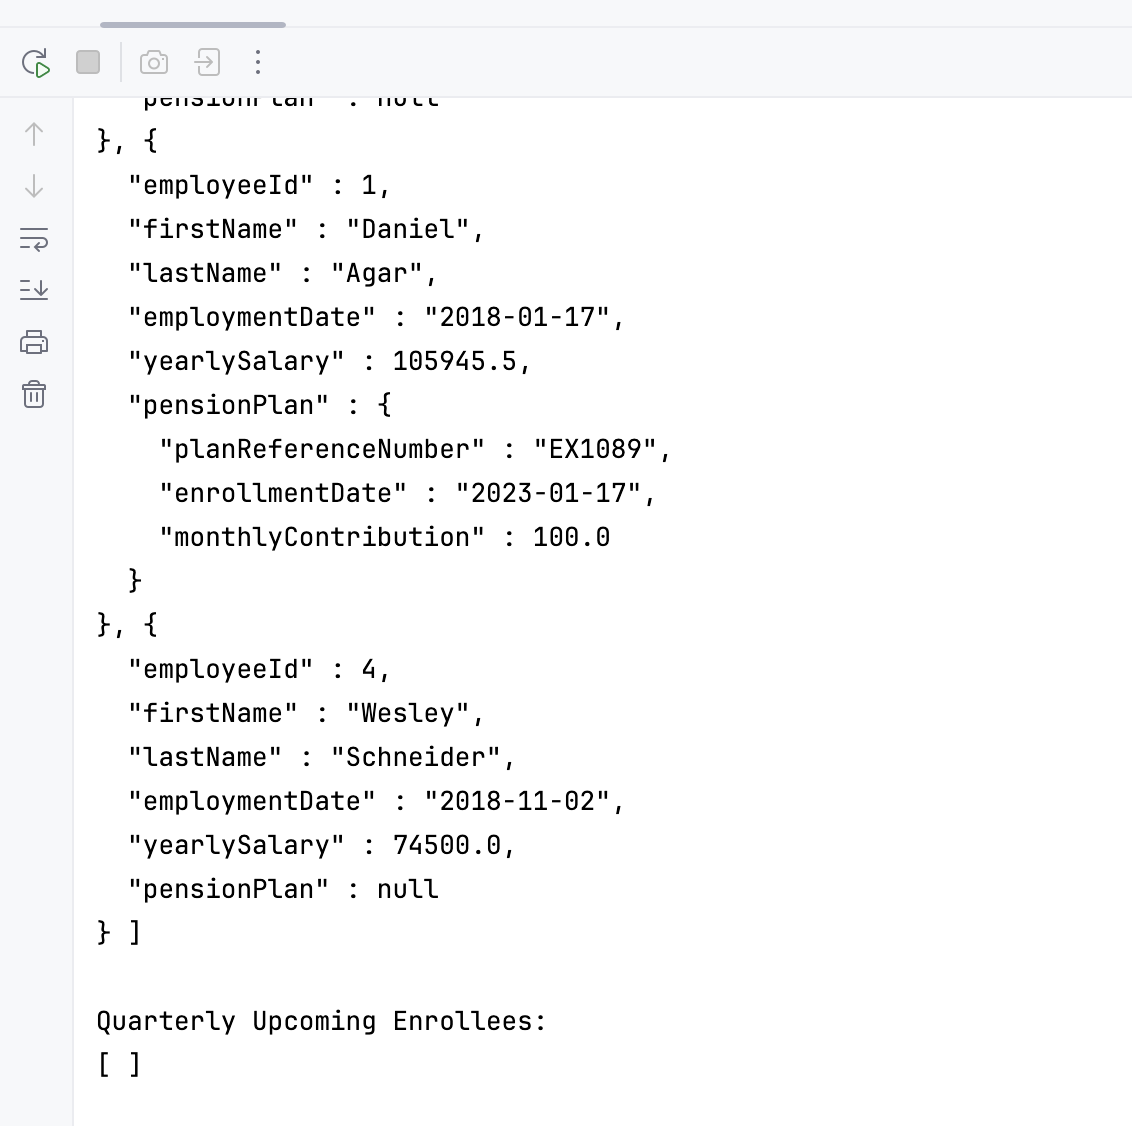 "pensionPlan" : null
}, {
  "employeeId" : 1,
  "firstName" : "Daniel",
  "lastName" : "Agar",
  "employmentDate" : "2018-01-17",
  "yearlySalary" : 105945.5,
  "pensionPlan" : {
    "planReferenceNumber" : "EX1089",
    "enrollmentDate" : "2023-01-17",
    "monthlyContribution" : 100.0
  }
}, {
  "employeeId" : 4,
  "firstName" : "Wesley",
  "lastName" : "Schneider",
  "employmentDate" : "2018-11-02",
  "yearlySalary" : 74500.0,
  "pensionPlan" : null
} ]

Quarterly Upcoming Enrollees:
[ ]